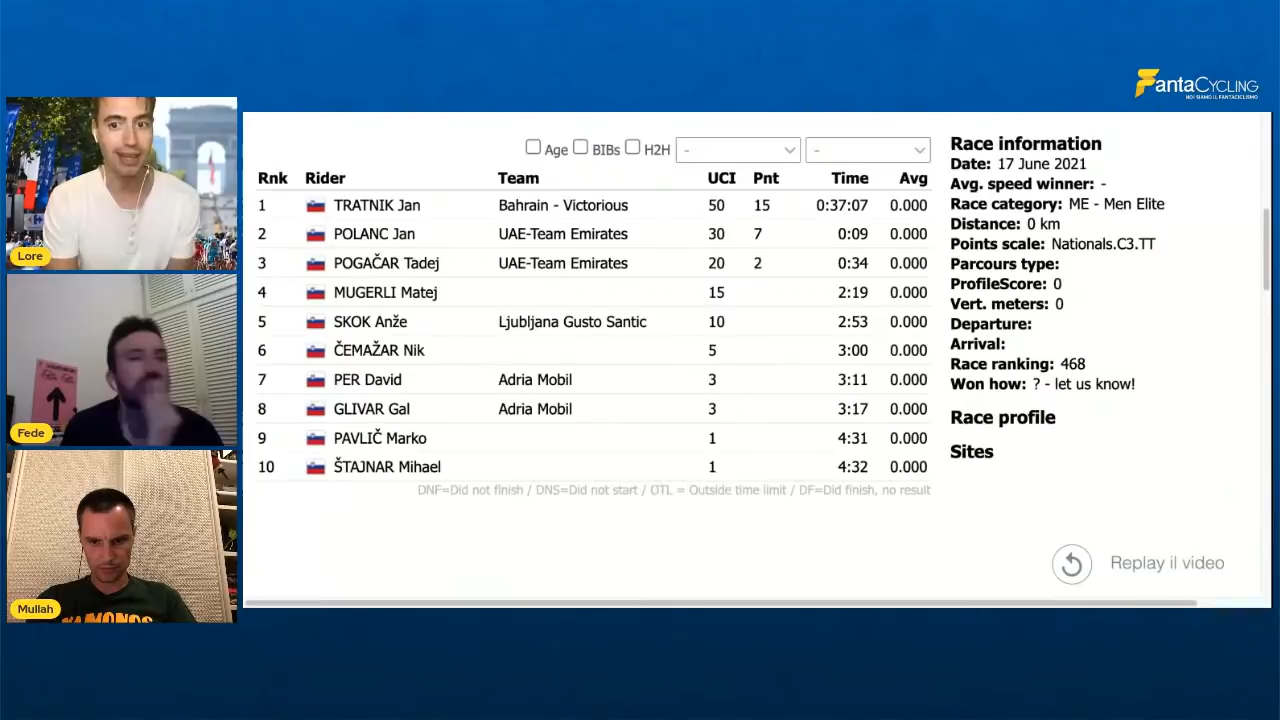 FantaCYCLING
NOI SIAMO IL FANTACICLISMO
Age BIBs H2H - -
Rnk Rider Team UCI Pnt Time Avg
1 TRATNIK Jan Bahrain - Victorious 50 15 0:37:07 0.000
2 POLANC Jan UAE-Team Emirates 30 7 0:09 0.000
3 POGAČAR Tadej UAE-Team Emirates 20 2 0:34 0.000
4 MUGERLI Matej 15 2:19 0.000
5 SKOK Anže Ljubljana Gusto Santic 10 2:53 0.000
6 ČEMAŽAR Nik 5 3:00 0.000
7 PER David Adria Mobil 3 3:11 0.000
8 GLIVAR Gal Adria Mobil 3 3:17 0.000
9 PAVLIČ Marko 1 4:31 0.000
10 ŠTAJNAR Mihael 1 4:32 0.000
DNF=Did not finish / DNS=Did not start / OTL = Outside time limit / DF=Did finish, no result
Race information
Date: 17 June 2021
Avg. speed winner: -
Race category: ME - Men Elite
Distance: 0 km
Points scale: Nationals.C3.TT
Parcours type:
ProfileScore: 0
Vert. meters: 0
Departure:
Arrival:
Race ranking: 468
Won how: ? - let us know!
Race profile
Sites
Replay il video
Lore
Fede
Mullah